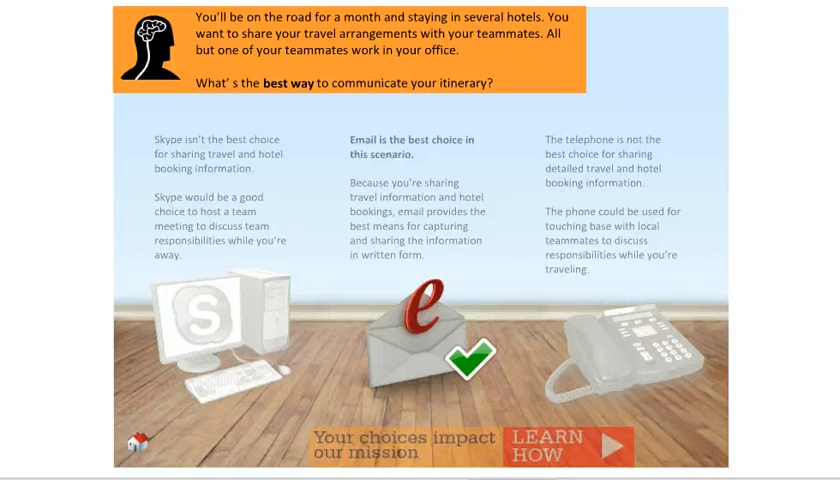 You'll be on the road for a month and staying in several hotels. You
want to share your travel arrangements with your teammates. All
but one of your teammates work in your office.
What' s the best way to communicate your itinerary?
Skype isn't the best choice
for sharing travel and hotel
booking information.
Skype would be a good
choice to host a team
meeting to discuss team
responsibilities while you're
away.
Email is the best choice in
this scenario.
Because you're sharing
travel information and hotel
bookings, email provides the
best means for capturing
and sharing the information
in written form.
The telephone is not the
best choice for sharing
detailed travel and hotel
booking information.
The phone could be used for
touching base with local
teammates to discuss
responsibilities while you're
traveling.
S
e
Your choices impact
our mission
LEARN
HOW